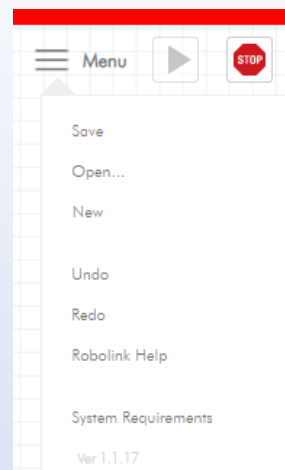 Menu
STOP
Save
Open...
New
Undo
Redo
Robolink Help
System Requirements
Ver 1.1.17